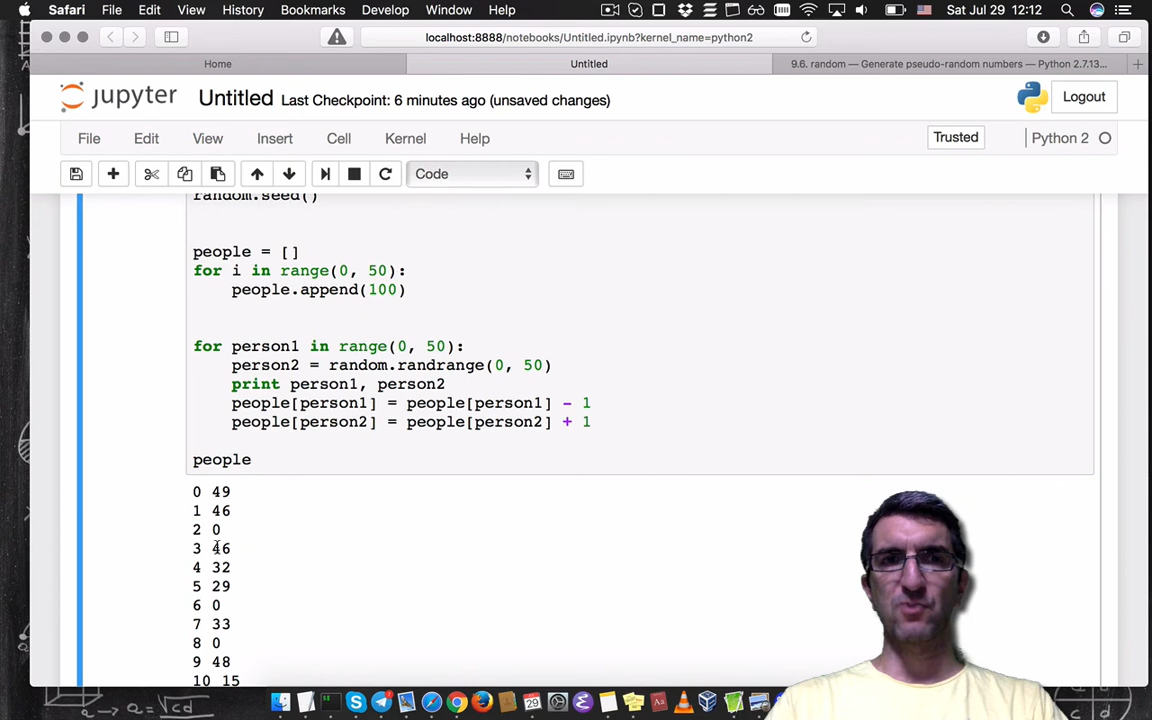 Safari File Edit View History Bookmarks Develop Window Help Sat Jul 29 12:12
localhost:8888/notebooks/Untitled.ipynb?kernel_name=python2
Home Untitled 9.6. random — Generate pseudo-random numbers — Python 2.7.13...
jupyter Untitled Last Checkpoint: 6 minutes ago (unsaved changes) Logout
File Edit View Insert Cell Kernel Help Trusted Python 2
Code
random.seed()
people = []
for i in range(0, 50):
    people.append(100)
for person1 in range(0, 50):
    person2 = random.randrange(0, 50)
    print person1, person2
    people[person1] = people[person1] - 1
    people[person2] = people[person2] + 1
people
0 49
1 46
2 0
3 46
4 32
5 29
6 0
7 33
8 0
9 48
10 15